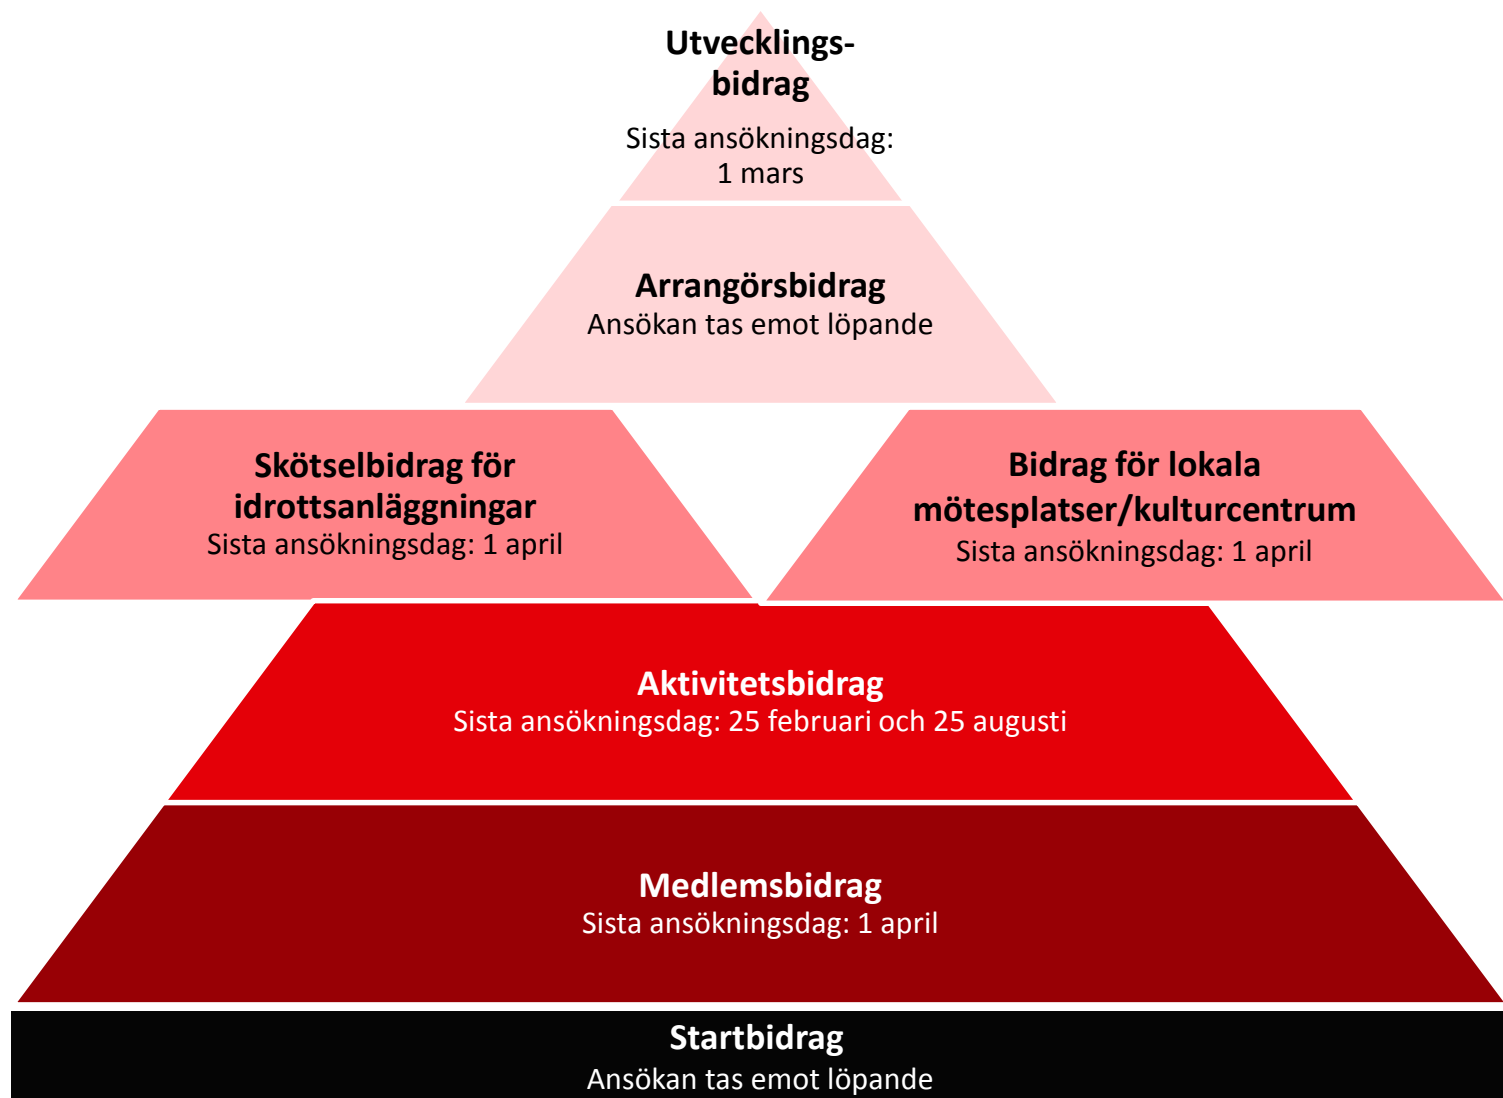 Utvecklings-
bidrag
Sista ansökningsdag:
1 mars
Arrangörsbidrag
Ansökan tas emot löpande
Skötselbidrag för
idrottsanläggningar
Sista ansökningsdag: 1 april
Bidrag för lokala
mötesplatser/kulturcentrum
Sista ansökningsdag: 1 april
Aktivitetsbidrag
Sista ansökningsdag: 25 februari och 25 augusti
Medlemsbidrag
Sista ansökningsdag: 1 april
Startbidrag
Ansökan tas emot löpande